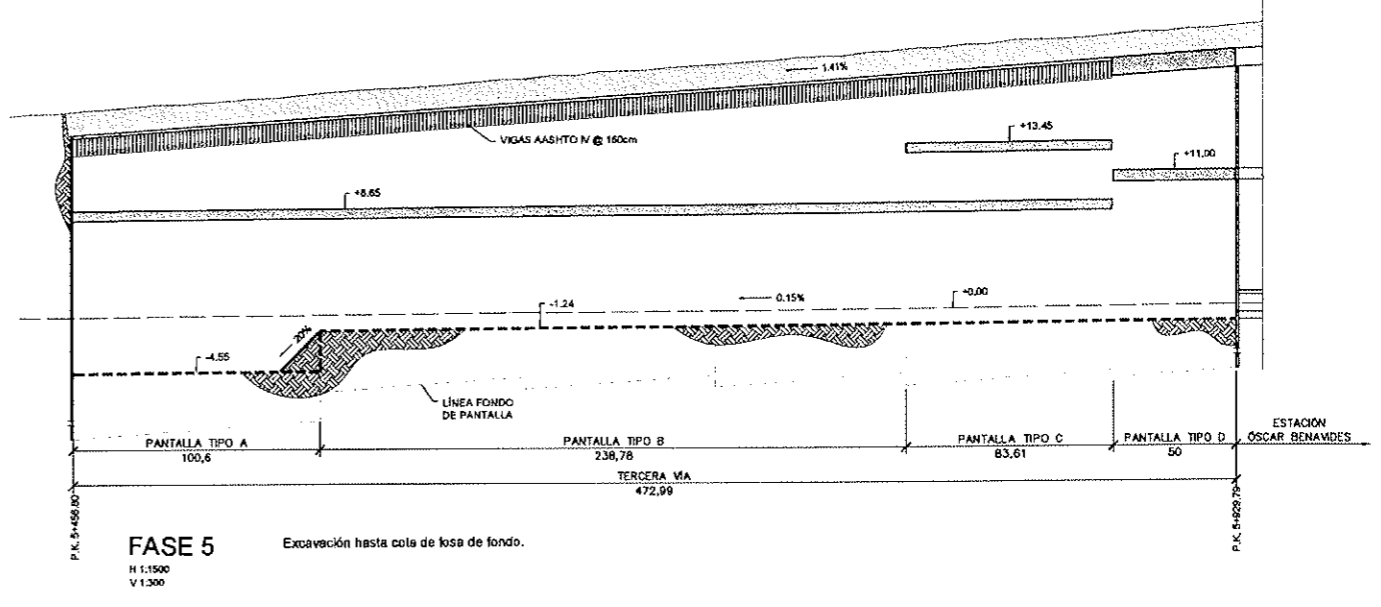 1.41%
VIGAS AASHTO IV @ 160cm
+13.45
+11,00
+8.65
-1.24
0.15%
+0,00
20%
-4.55
LÍNEA FONDO
DE PANTALLA
PANTALLA TIPO A
100,6
PANTALLA TIPO B
238,78
PANTALLA TIPO C
83,61
PANTALLA TIPO D
50
ESTACIÓN
ÓSCAR BENAVIDES
TERCERA VÍA
472,99
P.K. 5+456.80
P.K. 5+929.79
FASE 5
Excavación hasta cota de losa de fondo.
H 1:1500
V 1:300